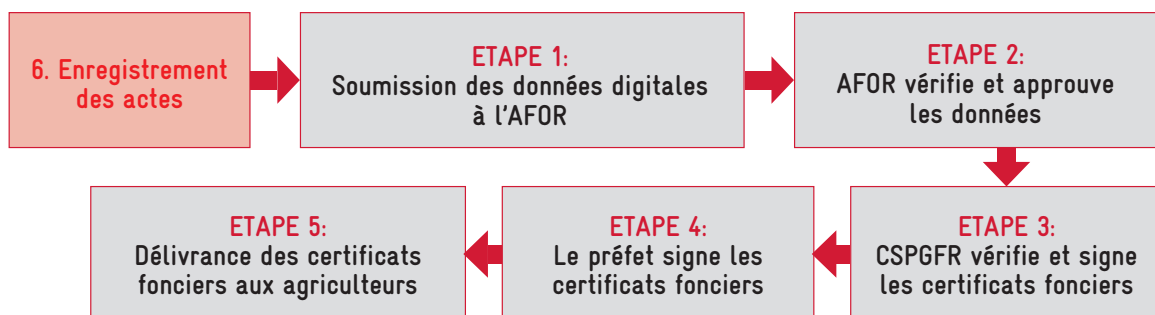 6. Enregistrement
des actes
ETAPE 1:
Soumission des données digitales
à l'AFOR
ETAPE 2:
AFOR vérifie et approuve
les données
ETAPE 3:
CSPGFR vérifie et signe
les certificats fonciers
ETAPE 4:
Le préfet signe les
certificats fonciers
ETAPE 5:
Délivrance des certificats
fonciers aux agriculteurs